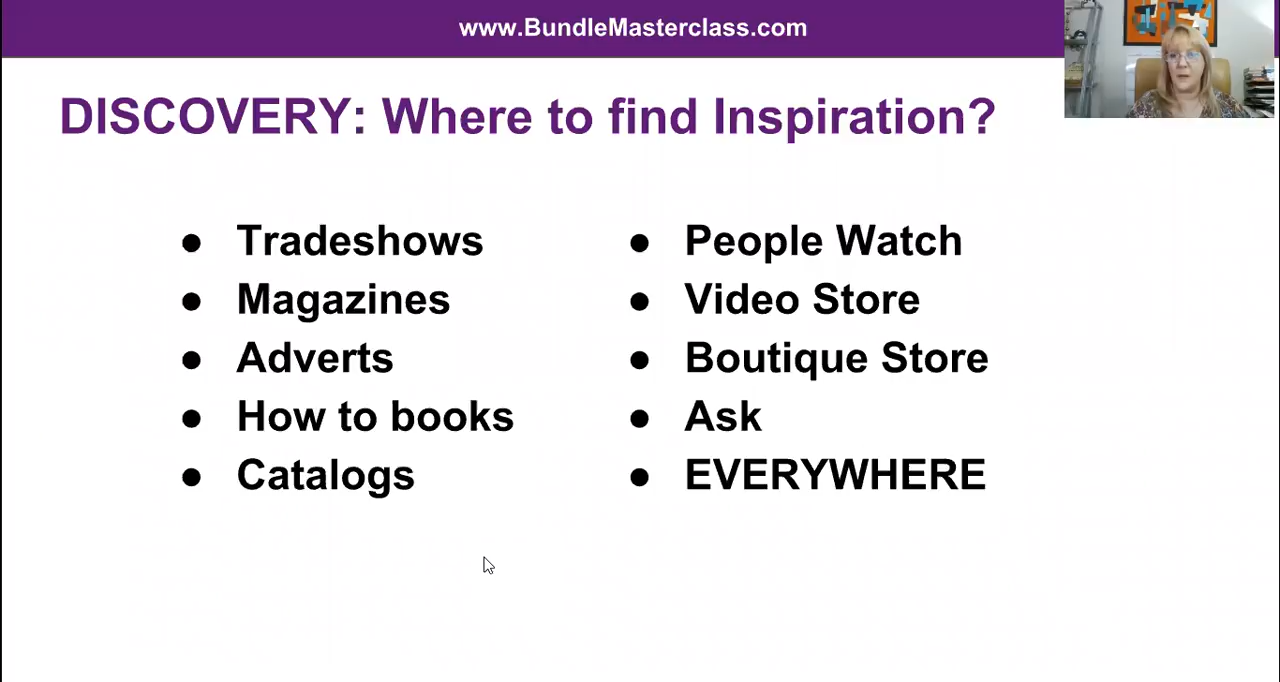 www.BundleMasterclass.com
DISCOVERY: Where to find Inspiration?
● Tradeshows
● Magazines
● Adverts
● How to books
● Catalogs
● People Watch
● Video Store
● Boutique Store
● Ask
● EVERYWHERE